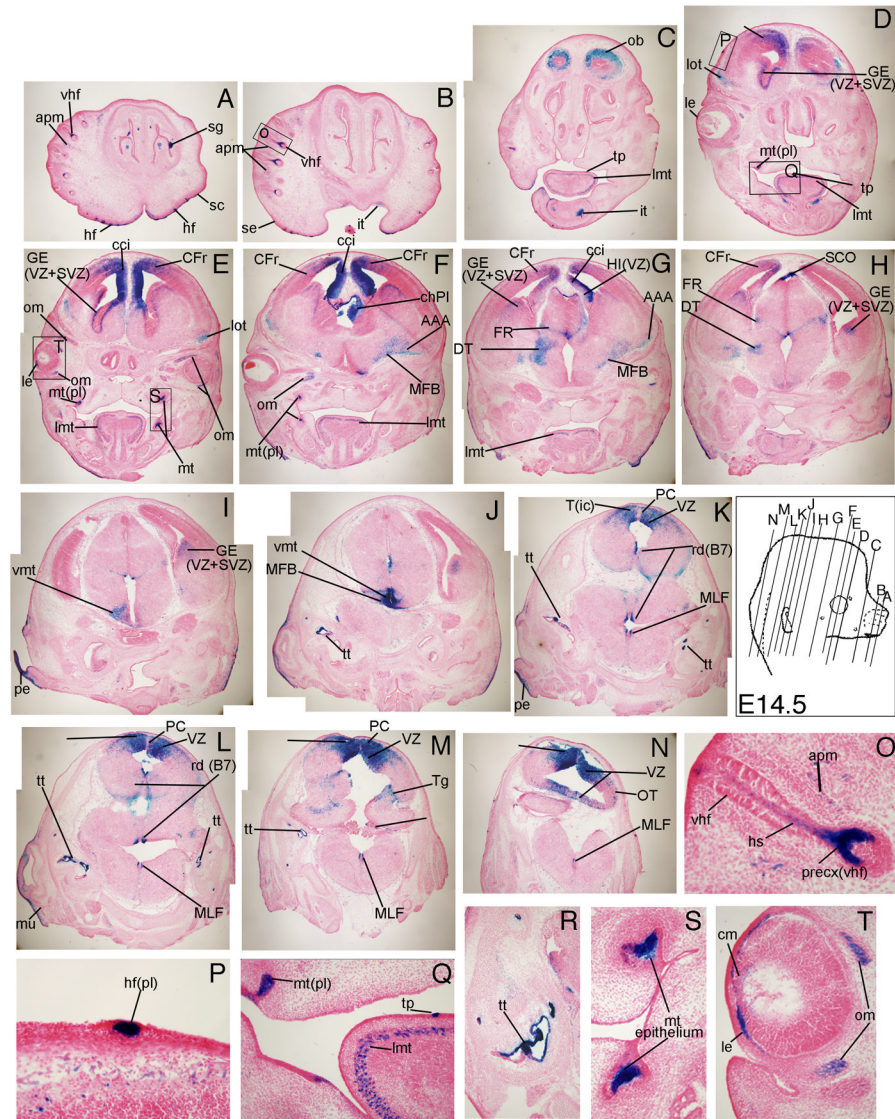 A
vhf
apm
sg
sc
hf
hf
B
O
apm
vhf
se
it
C
ob
tp
lmt
it
D
P
lot
GE
(VZ+SVZ)
le
mt(pl)
Q
tp
lmt
E
cci
GE
(VZ+SVZ)
CFr
om
lot
T
le
om
mt(pl)
S
lmt
mt
om
F
cci
CFr
CFr
chPl
AAA
MFB
om
lmt
mt(pl)
G
cci
CFr
GE
(VZ+SVZ)
HI(VZ)
AAA
FR
DT
MFB
lmt
H
SCO
CFr
GE
(VZ+SVZ)
FR
DT
I
GE
(VZ+SVZ)
vmt
pe
J
vmt
MFB
tt
K
PC
T(ic)
VZ
rd(B7)
tt
MLF
tt
pe
N M L K J I H G F E D C B A
E14.5
L
PC
VZ
rd (B7)
tt
tt
MLF
mu
M
PC
VZ
Tg
tt
MLF
N
VZ
OT
MLF
O
apm
vhf
hs
precx(vhf)
P
hf(pl)
Q
mt(pl)
tp
lmt
R
tt
S
mt
epithelium
T
cm
om
le